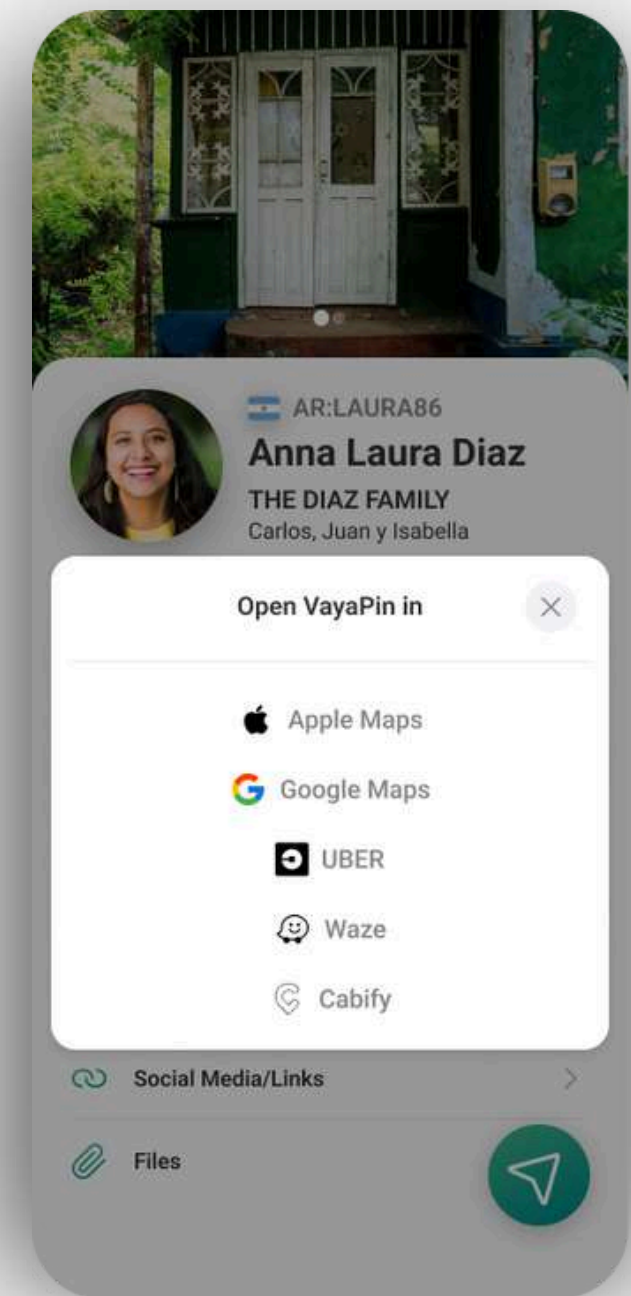 AR:LAURA86
Anna Laura Diaz
THE DIAZ FAMILY
Carlos, Juan y Isabella
Open VayaPin in
Apple Maps
Google Maps
UBER
Waze
Cabify
Social Media/Links
Files